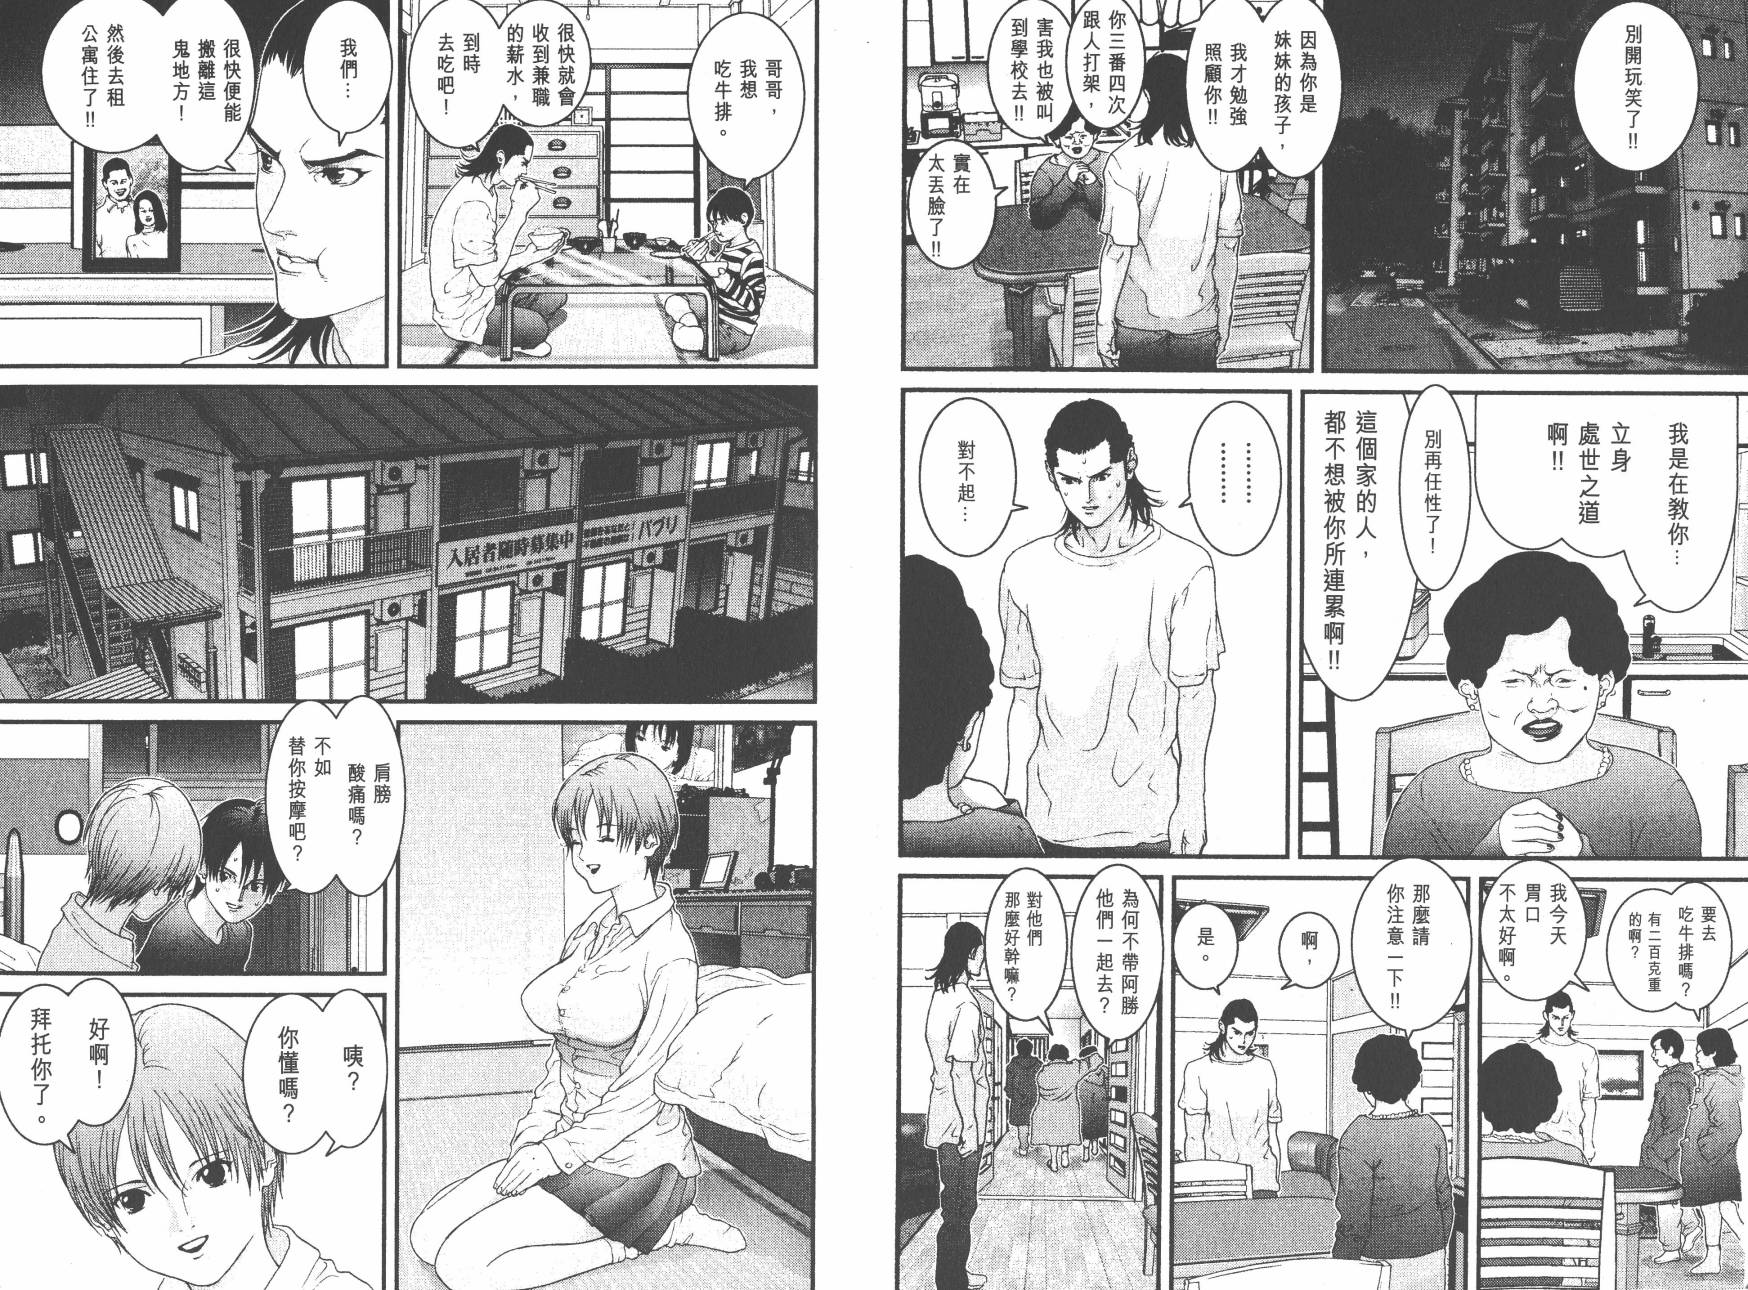 別開玩笑了!!
因為你是
妹妹的孩子，
我才勉強
照顧你!!
你三番四次
跟人打架，
害我也被叫
到學校去!!
實在
太丟臉了!!
我是在教你…
立身
處世之道
啊!!
別再任性了！
這個家的人，
都不想被你所連累啊!!
………
對不起…
要去
吃牛排嗎？
有二百克重
的啊？
我今天
胃口
不太好啊。
那麼請
你注意一下!!
啊，
是。
為何不帶阿勝
他們一起去？
對他們
那麼好幹嘛？
哥哥，
我想
吃牛排。
很快就會
收到兼職
的薪水，
到時
去吃吧！
我們…
很快便能
搬離這
鬼地方！
然後去租
公寓住了!!
入居者隨時募集中
パブリ
肩膀
酸痛嗎？
不如
替你按摩吧？
咦？
你懂嗎？
好啊！
拜托你了。